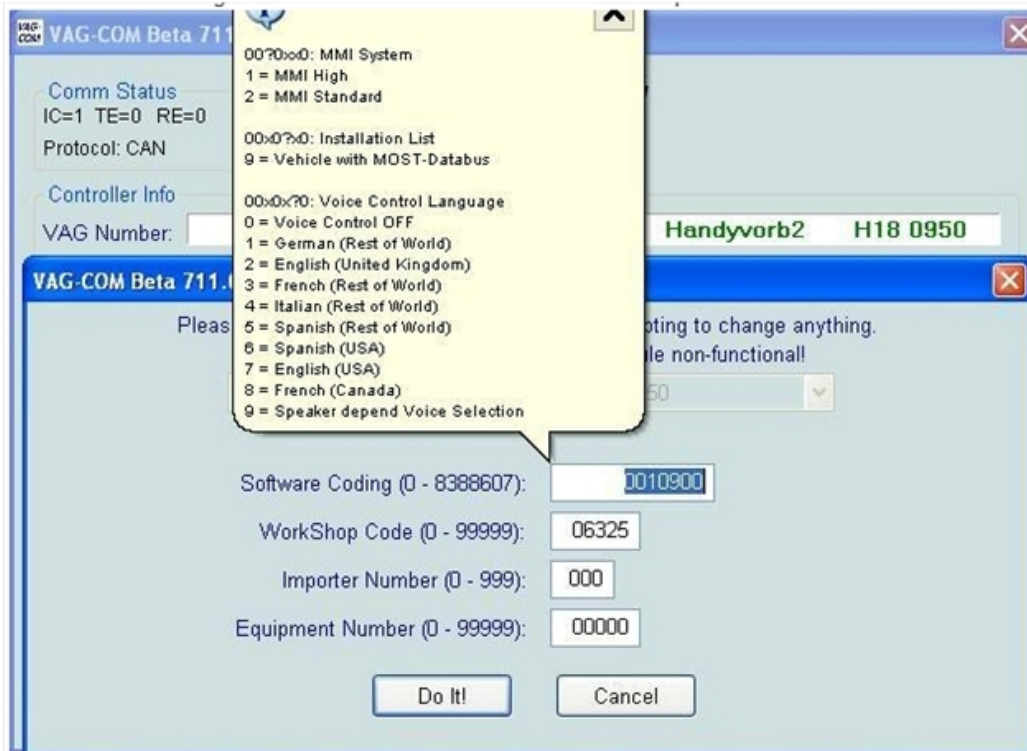 VAG-COM Beta 711
Comm Status
IC=1 TE=0 RE=0
Protocol: CAN
Controller Info
VAG Number:
Handyvorb2 H18 0950
00?0xx0: MMI System
1 = MMI High
2 = MMI Standard
00x0?x0: Installation List
9 = Vehicle with MOST-Databus
00x0x?0: Voice Control Language
0 = Voice Control OFF
1 = German (Rest of World)
2 = English (United Kingdom)
3 = French (Rest of World)
4 = Italian (Rest of World)
5 = Spanish (Rest of World)
6 = Spanish (USA)
7 = English (USA)
8 = French (Canada)
9 = Speaker depend Voice Selection
VAG-COM Beta 711.
Pleas pting to change anything.
ule non-functional!
50
Software Coding (0 - 8388607): 0010900
WorkShop Code (0 - 99999): 06325
Importer Number (0 - 999): 000
Equipment Number (0 - 99999): 00000
Do It! Cancel